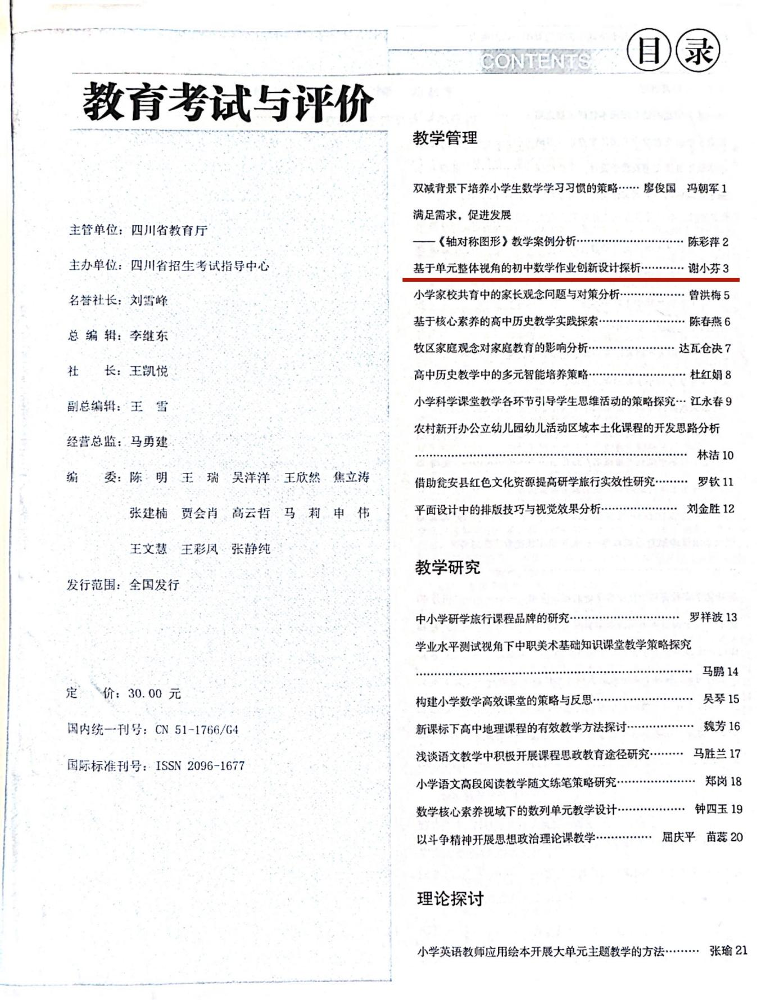 目录
CONTENTS
教育考试与评价
主管单位：四川省教育厅
主办单位：四川省招生考试指导中心
名誉社长：刘雪峰
总 编 辑：李继东
社　　长：王凯悦
副总编辑：王　雪
经营总监：马勇建
编　　委：陈　明　王　瑞　吴洋洋　王欣然　焦立涛
张建楠　贾会肖　高云哲　马　莉　申　伟
王文慧　王彩凤　张静纯
发行范围：全国发行
定　　价：30.00 元
国内统一刊号：CN 51-1766/G4
国际标准刊号：ISSN 2096-1677
教学管理
双减背景下培养小学生数学学习习惯的策略…… 廖俊国　冯朝军 1
满足需求，促进发展
——《轴对称图形》教学案例分析………………………… 陈彩萍 2
基于单元整体视角的初中数学作业创新设计探析………… 谢小芬 3
小学家校共育中的家长观念问题与对策分析……………… 曾洪梅 5
基于核心素养的高中历史教学实践探索…………………… 陈春燕 6
牧区家庭观念对家庭教育的影响分析…………………… 达瓦仓决 7
高中历史教学中的多元智能培养策略……………………… 杜红娟 8
小学科学课堂教学各环节引导学生思维活动的策略探究… 江永春 9
农村新开办公立幼儿园幼儿活动区域本土化课程的开发思路分析
…………………………………………………………………… 林洁 10
借助瓮安县红色文化资源提高研学旅行实效性研究……… 罗钦 11
平面设计中的排版技巧与视觉效果分析………………… 刘金胜 12
教学研究
中小学研学旅行课程品牌的研究………………………… 罗祥波 13
学业水平测试视角下中职美术基础知识课堂教学策略探究
…………………………………………………………………… 马鹏 14
构建小学数学高效课堂的策略与反思……………………… 吴琴 15
新课标下高中地理课程的有效教学方法探讨……………… 魏芳 16
浅谈语文教学中积极开展课程思政教育途径研究……… 马胜兰 17
小学语文高段阅读教学随文练笔策略研究………………… 郑岗 18
数学核心素养视域下的数列单元教学设计……………… 钟四玉 19
以斗争精神开展思想政治理论课教学…………… 屈庆平　苗蕊 20
理论探讨
小学英语教师应用绘本开展大单元主题教学的方法……… 张瑜 21